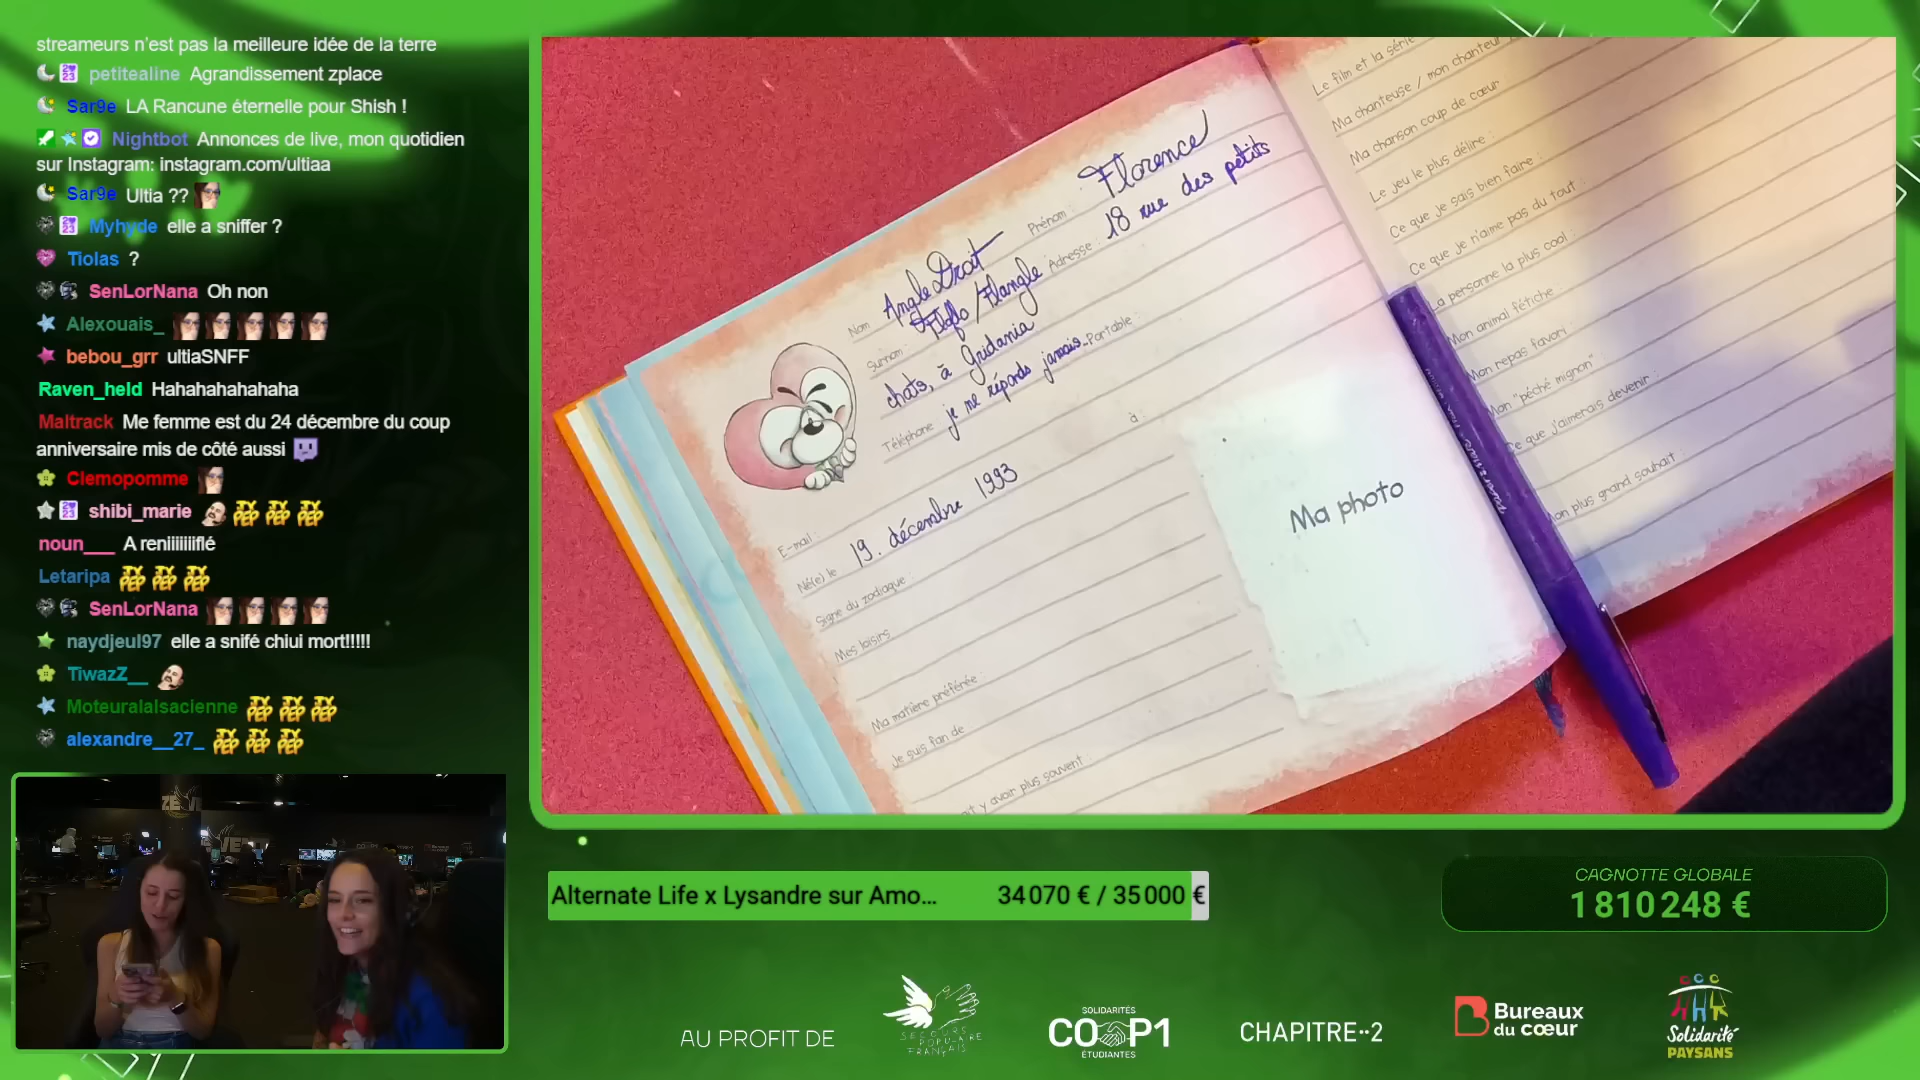 streameurs n'est pas la meilleure idée de la terre
petitealine Agrandissement zplace
Sar9e LA Rancune éternelle pour Shish !
Nightbot Annonces de live, mon quotidien
sur Instagram: instagram.com/ultiaa
Sar9e Ultia ??
Myhyde elle a sniffer ?
Tiolas ?
SenLorNana Oh non
Alexouais_
bebou_grr ultiaSNFF
Raven_held Hahahahahahaha
Maltrack Me femme est du 24 décembre du coup
anniversaire mis de côté aussi
Clemopomme
shibi_marie
noun___ A reniiiiiiiflé
Letaripa
SenLorNana
naydjeul97 elle a snifé chiui mort!!!!!
TiwazZ__
Moteuralalsacienne
alexandre__27_
Nom Angle Droit Prénom : Florence
Surnom : Floflo / Flangle Adresse : 18 rue des petits
chats, à Gridania
Téléphone je ne réponds jamais. Portable :
E-mail :
Né(e) le 19. décembre 1993 à :
Signe du zodiaque :
Mes loisirs
Ma matière préférée :
Je suis fan de
y avoir plus souvent :
Ma photo
Le film et la série
Ma chanteuse / mon chanteur
Ma chanson coup de cœur :
Le jeu le plus délire :
Ce que je sais bien faire :
Ce que je n'aime pas du tout :
La personne la plus cool :
Mon animal fétiche :
Mon repas favori :
Mon "péché mignon" :
Ce que j'aimerais devenir :
Mon plus grand souhait :
Alternate Life x Lysandre sur Amo... 34 070 € / 35 000 €
CAGNOTTE GLOBALE
1 810 248 €
AU PROFIT DE
SECOURS
POPULAIRE
FRANÇAIS
SOLIDARITÉS
COP1
ÉTUDIANTES
CHAPITRE··2
Bureaux
du cœur
Solidarité
PAYSANS